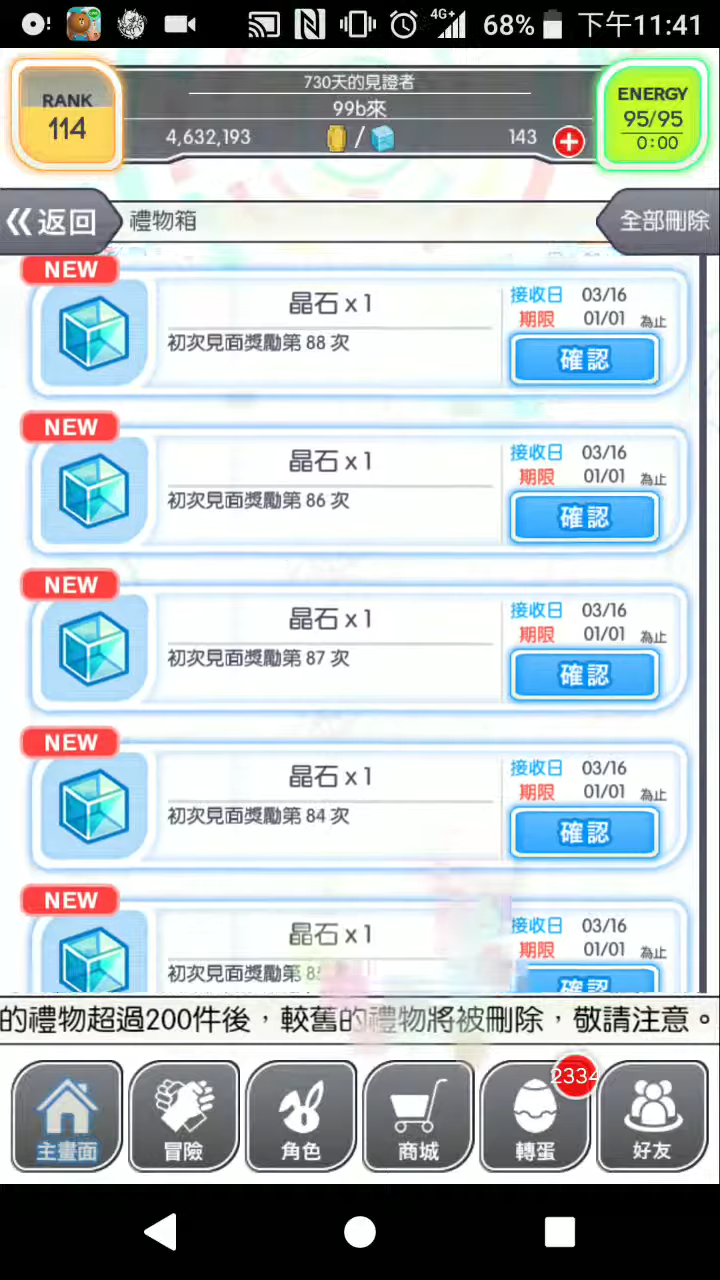 4G+ 68% 下午11:41
RANK
114
730天的見證者
99b來
4,632,193 / 143
ENERGY
95/95
0:00
返回
禮物箱
全部刪除
NEW
晶石 x 1
初次見面獎勵第 88 次
接收日 03/16
期限 01/01 為止
確認
NEW
晶石 x 1
初次見面獎勵第 86 次
接收日 03/16
期限 01/01 為止
確認
NEW
晶石 x 1
初次見面獎勵第 87 次
接收日 03/16
期限 01/01 為止
確認
NEW
晶石 x 1
初次見面獎勵第 84 次
接收日 03/16
期限 01/01 為止
確認
NEW
晶石 x 1
初次見面獎勵第
接收日 03/16
期限 01/01 為止
確認
的禮物超過200件後，較舊的禮物將被刪除，敬請注意。
2334
主畫面
冒險
角色
商城
轉蛋
好友